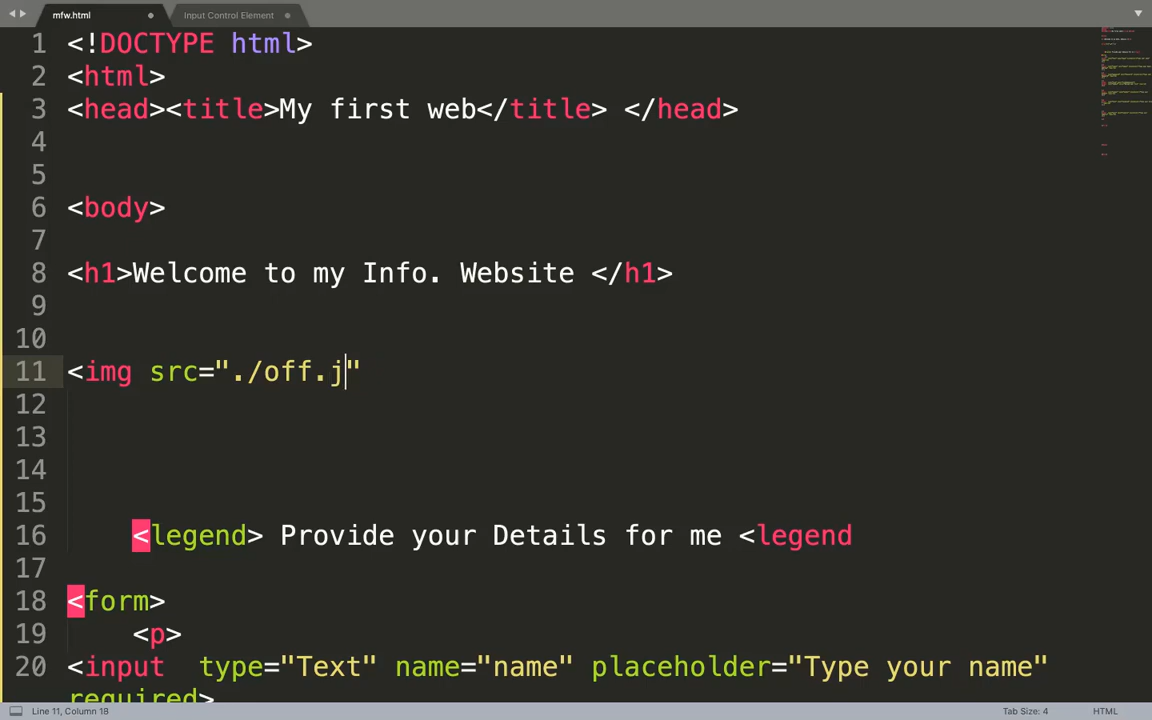 mfw.html Input Control Element
1 <!DOCTYPE html>
2 <html>
3 <head><title>My first web</title> </head>
4
5
6 <body>
7
8 <h1>Welcome to my Info. Website </h1>
9
10
11 <img src="./off.j"
12
13
14
15
16 <legend> Provide your Details for me <legend
17
18 <form>
19 <p>
20 <input  type="Text" name="name" placeholder="Type your name"
required>
Line 11, Column 18 Tab Size: 4 HTML